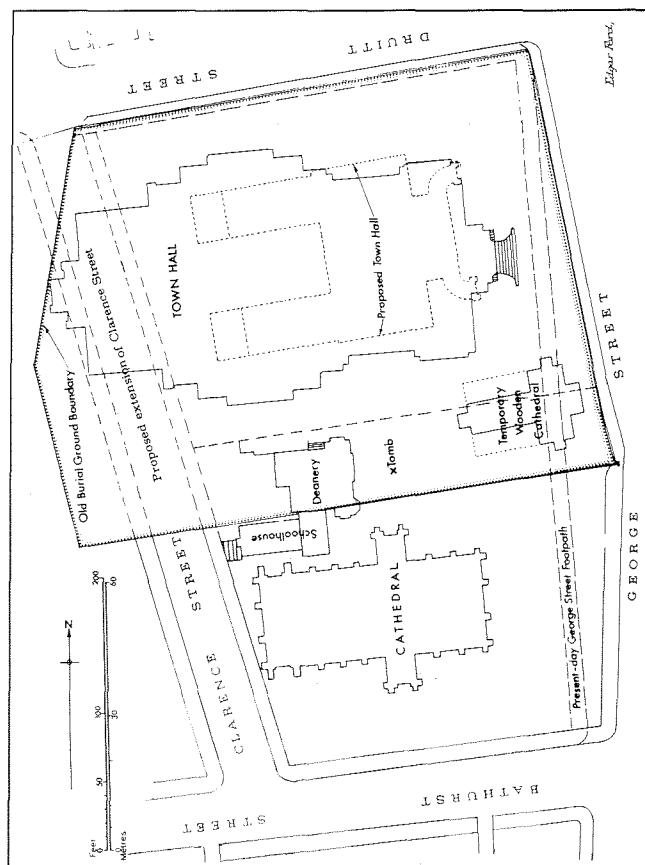 Edgar Ford,
DRUITT
STREET
Old Burial Ground Boundary
Proposed extension of Clarence Street
TOWN HALL
Proposed Town Hall
STREET
Temporary
Wooden
Cathedral
xTomb
Deanery
Schoolhouse
CATHEDRAL
Present-day George Street Footpath
GEORGE
STREET
CLARENCE
N
200
100
50
0
Feet
60
30
0
Metres
STREET
BATHURST